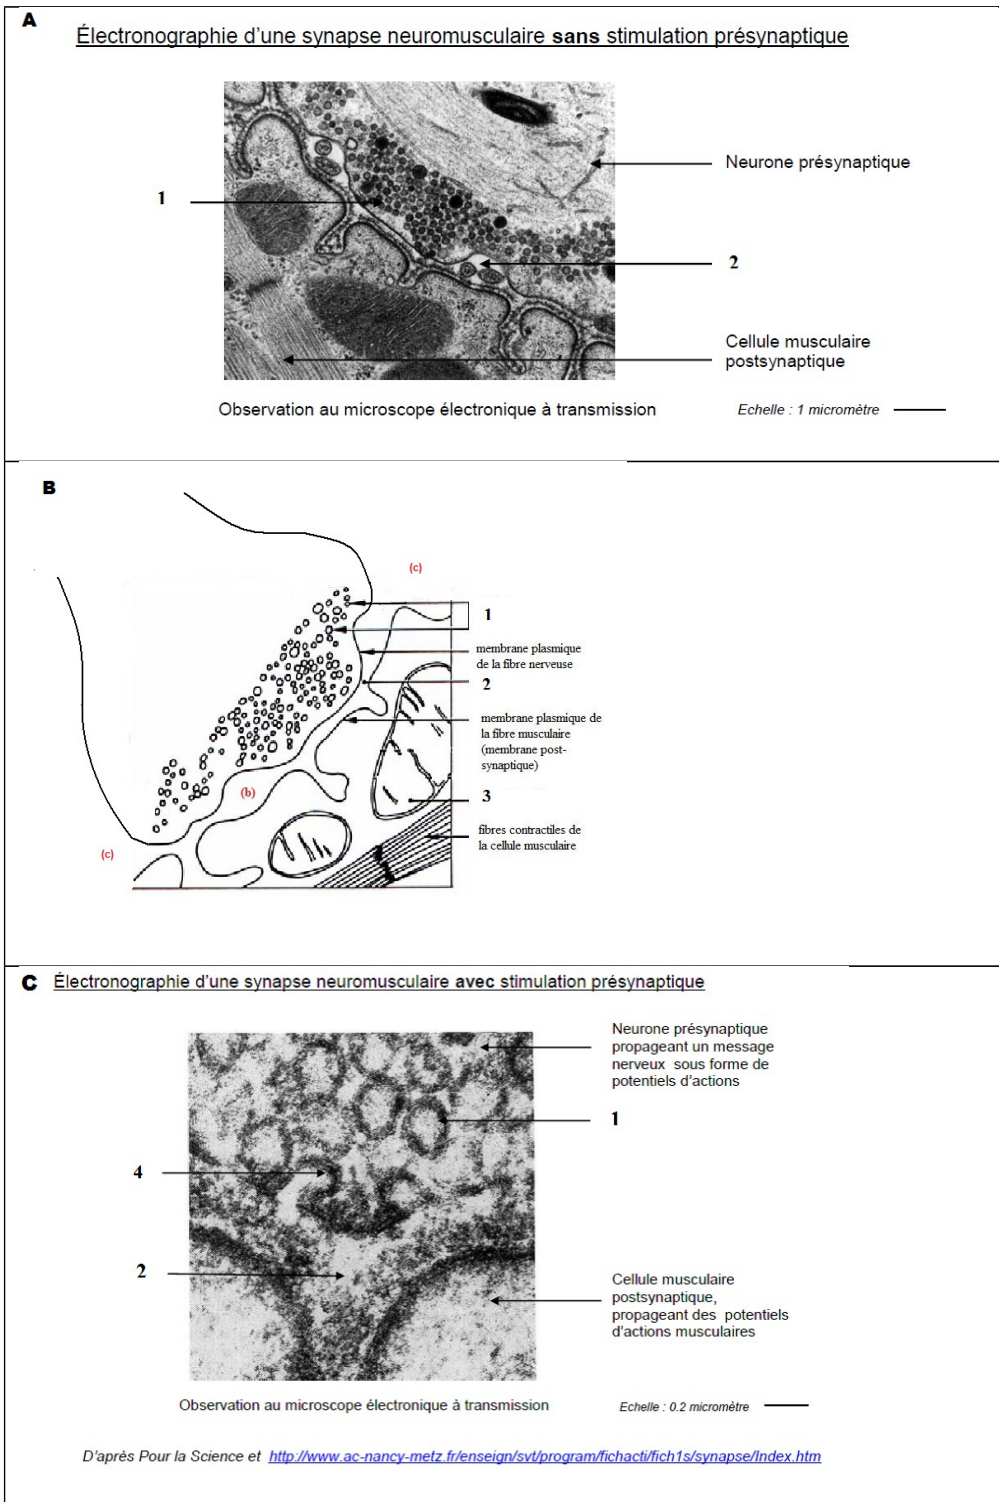 A
Électronographie d'une synapse neuromusculaire sans stimulation présynaptique
Neurone présynaptique
1
2
Cellule musculaire
postsynaptique
Observation au microscope électronique à transmission
Echelle : 1 micromètre
B
(c)
1
membrane plasmique
de la fibre nerveuse
2
membrane plasmique de
la fibre musculaire
(membrane post-
synaptique)
(b)
3
fibres contractiles de
la cellule musculaire
(c)
C Électronographie d'une synapse neuromusculaire avec stimulation présynaptique
Neurone présynaptique
propageant un message
nerveux sous forme de
potentiels d'actions
1
4
2
Cellule musculaire
postsynaptique,
propageant des potentiels
d'actions musculaires
Observation au microscope électronique à transmission
Echelle : 0.2 micromètre
D'après Pour la Science et http://www.ac-nancy-metz.fr/enseign/svt/program/fichacti/fich1s/synapse/Index.htm